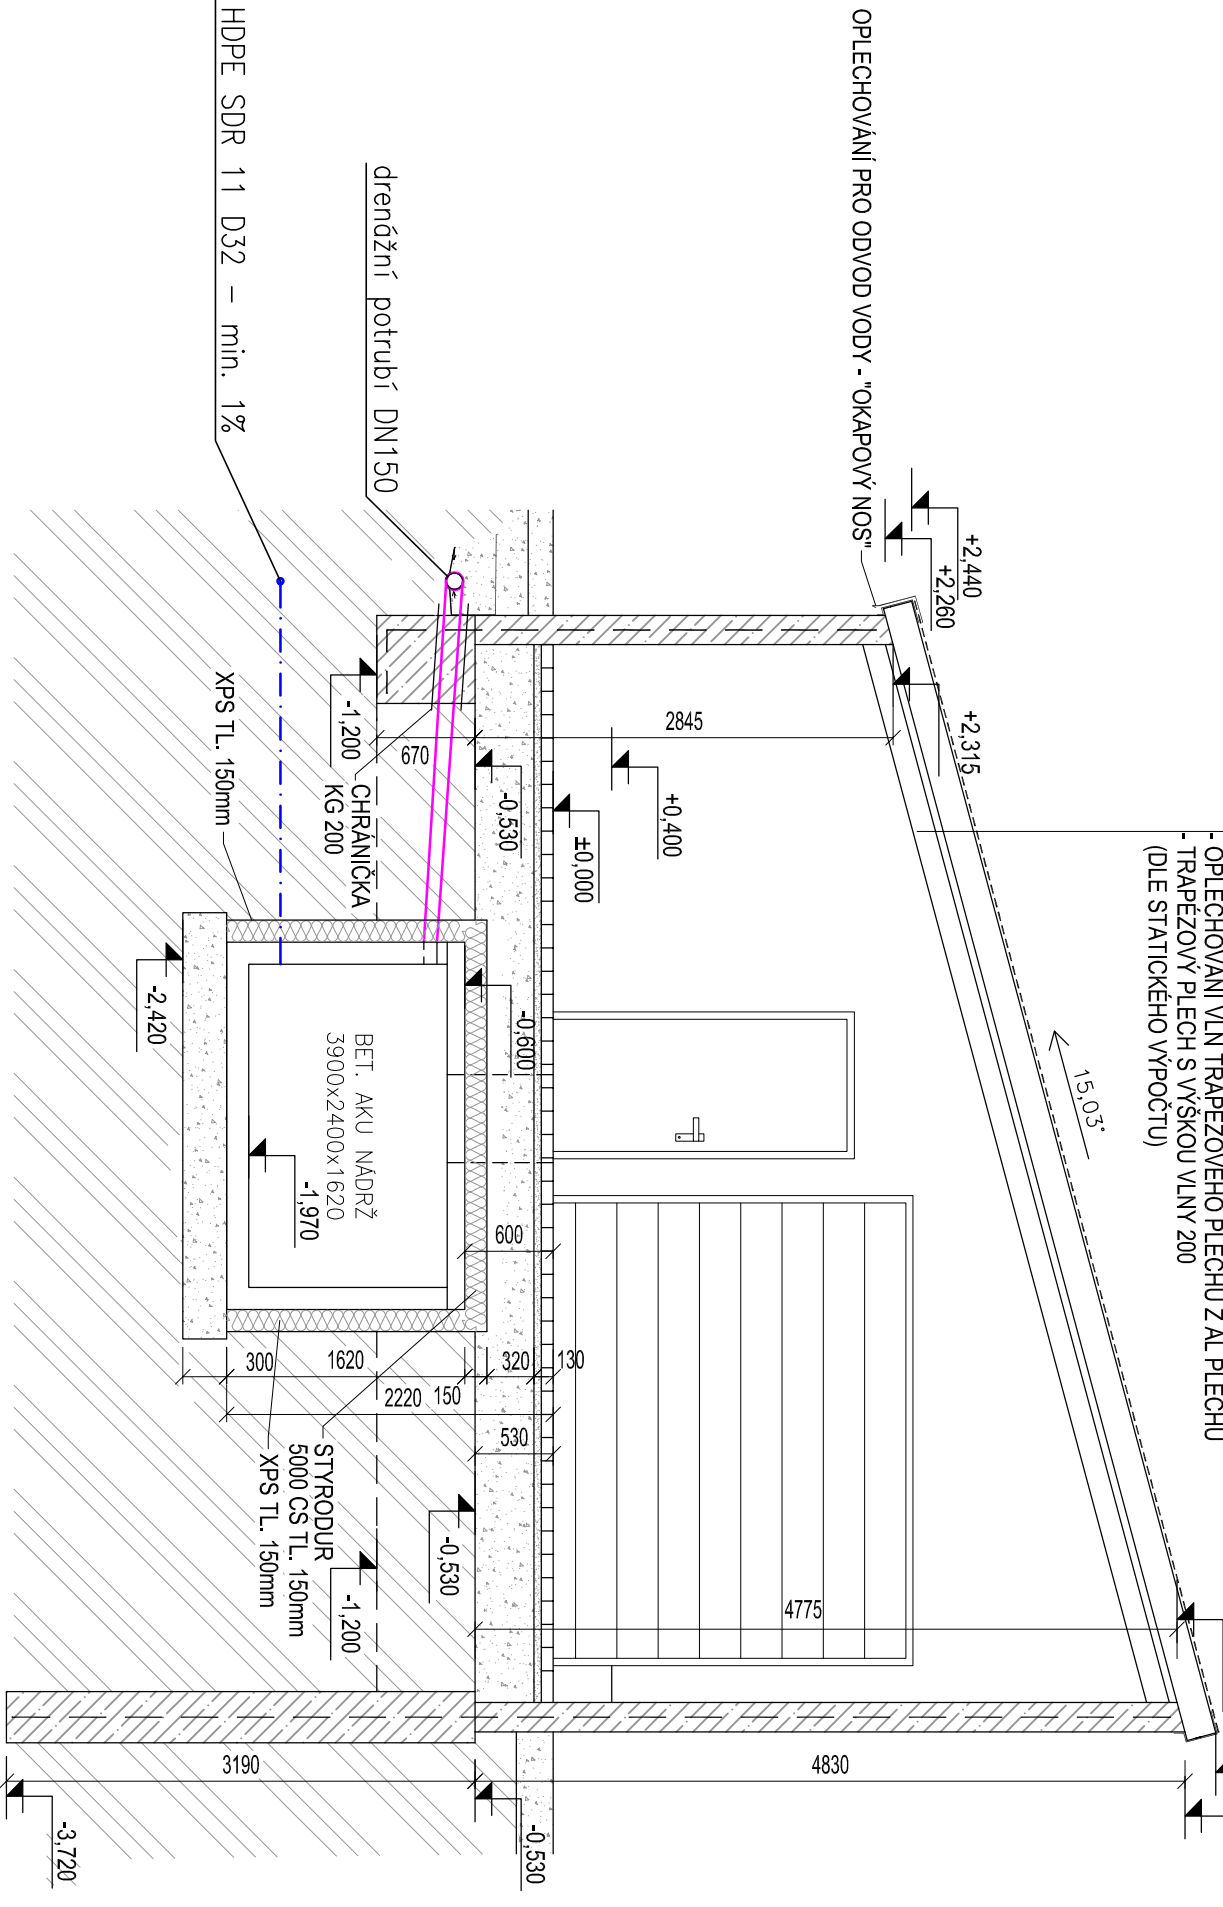 OPLECHOVÁNÍ PRO ODVOD VODY - "OKAPOVÝ NOS"
- OPLECHOVÁNÍ VLN TRAPÉZOVÉHO PLECHU Z AL PLECHU
- TRAPÉZOVÝ PLECH S VÝŠKOU VLNY 200
(DLE STATICKÉHO VÝPOČTU)
15,03°
+2,440
+2,260
+2,315
2845
+0,400
±0,000
-0,530
670
-1,200
CHRÁNIČKA
KG 200
drenážní potrubí DN150
HDPE SDR 11 D32 - min. 1%
XPS TL. 150mm
-2,420
-0,600
BET. AKU NÁDRŽ
3900x2400x1620
-1,970
600
300
1620
150
320
130
2220
530
STYRODUR
5000 CS TL. 150mm
XPS TL. 150mm
-0,530
-1,200
4775
3190
4830
-3,720
-0,530